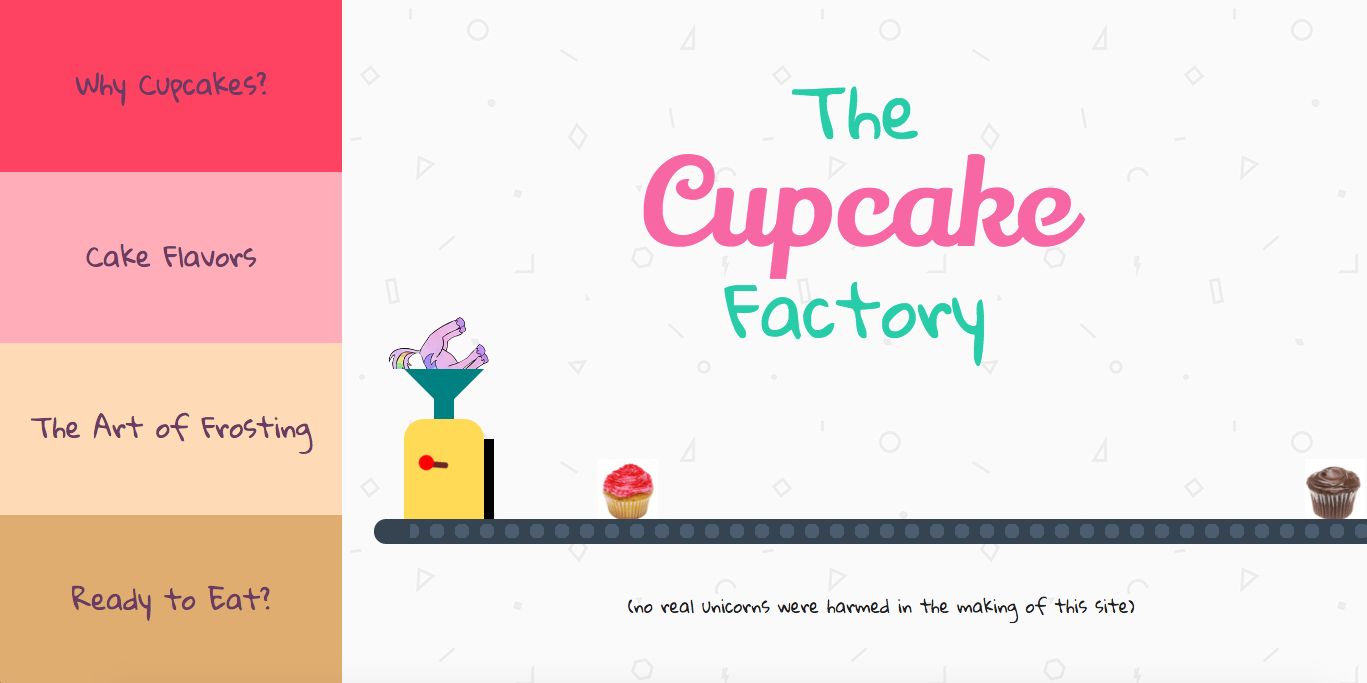 Why Cupcakes?
Cake Flavors
The Art of Frosting
Ready to Eat?
The
Cupcake
Factory
(no real unicorns were harmed in the making of this site)